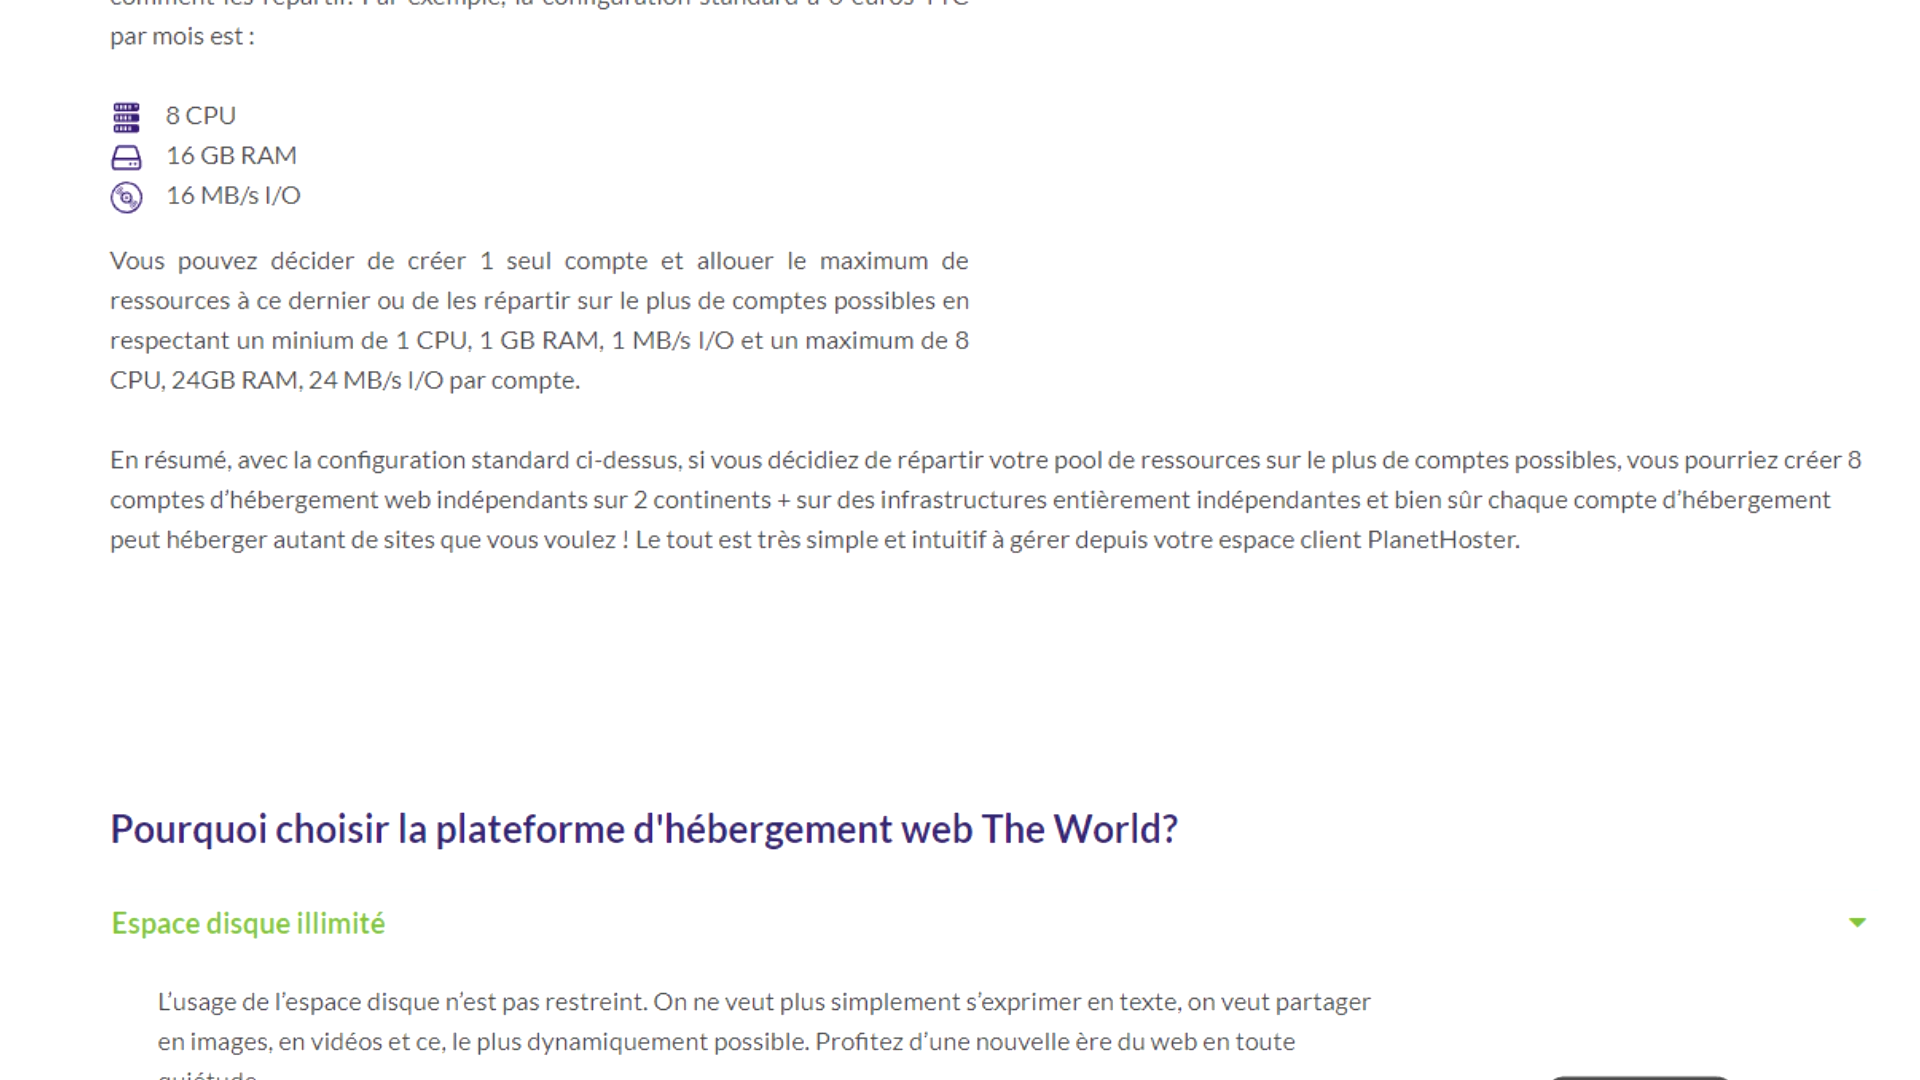 comment les répartir. Par exemple, la configuration standard à 6 euros TTC
par mois est :
8 CPU
16 GB RAM
16 MB/s I/O
Vous pouvez décider de créer 1 seul compte et allouer le maximum de
ressources à ce dernier ou de les répartir sur le plus de comptes possibles en
respectant un minium de 1 CPU, 1 GB RAM, 1 MB/s I/O et un maximum de 8
CPU, 24GB RAM, 24 MB/s I/O par compte.
En résumé, avec la configuration standard ci-dessus, si vous décidiez de répartir votre pool de ressources sur le plus de comptes possibles, vous pourriez créer 8
comptes d’hébergement web indépendants sur 2 continents + sur des infrastructures entièrement indépendantes et bien sûr chaque compte d’hébergement
peut héberger autant de sites que vous voulez ! Le tout est très simple et intuitif à gérer depuis votre espace client PlanetHoster.
Pourquoi choisir la plateforme d'hébergement web The World?
Espace disque illimité
L’usage de l’espace disque n’est pas restreint. On ne veut plus simplement s’exprimer en texte, on veut partager
en images, en vidéos et ce, le plus dynamiquement possible. Profitez d’une nouvelle ère du web en toute
quiétude.